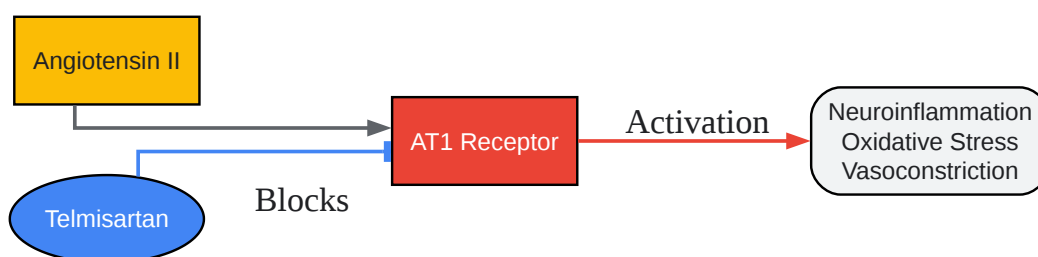 Angiotensin II
AT1 Receptor
Activation
Neuroinflammation
Oxidative Stress
Vasoconstriction
Blocks
Telmisartan